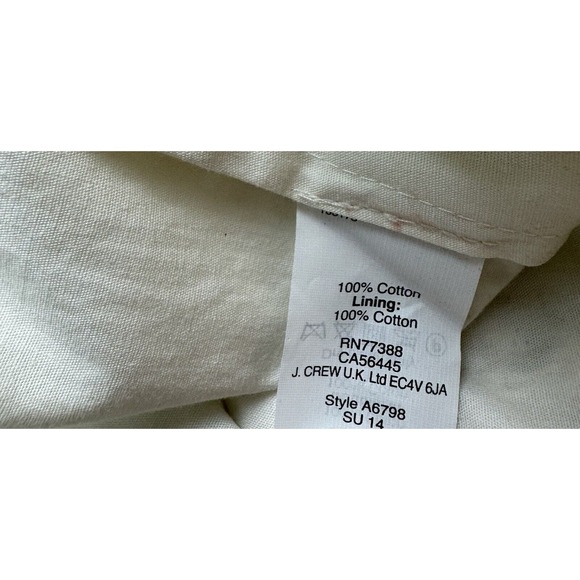 100% Cotton
Lining:
100% Cotton
RN77388
CA56445
J. CREW U.K. Ltd EC4V 6JA
Style A6798
SU 14